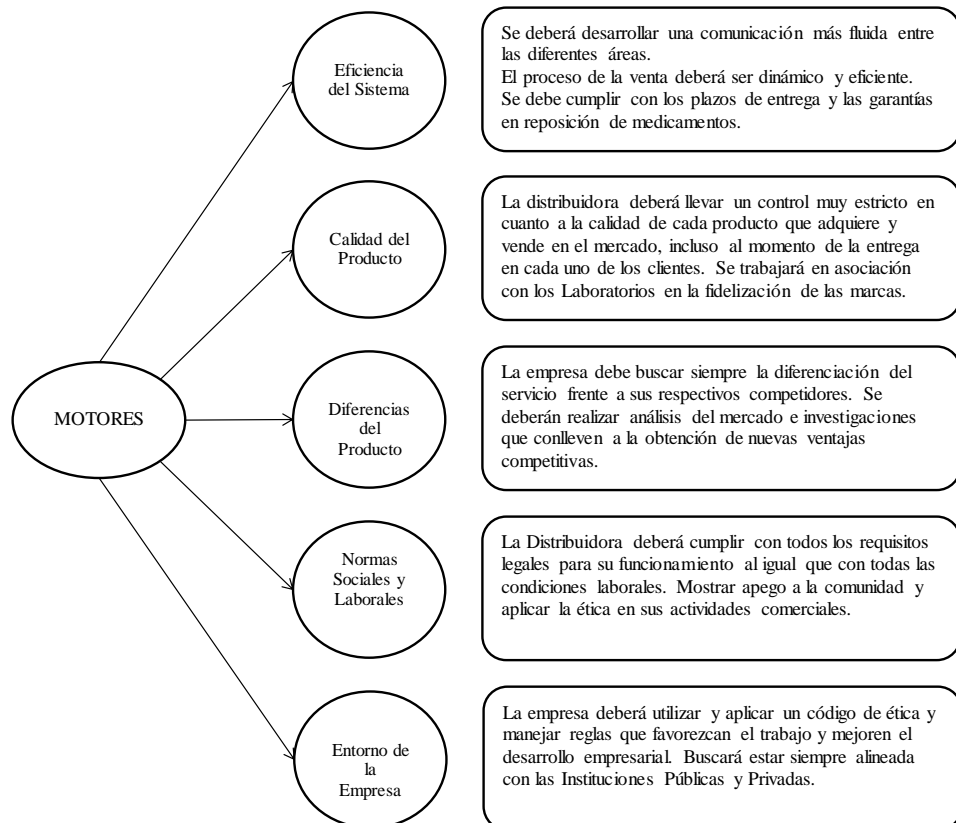 Eficiencia
del Sistema
Se deberá desarrollar una comunicación más fluida entre
las diferentes áreas.
El proceso de la venta deberá ser dinámico y eficiente.
Se debe cumplir con los plazos de entrega y las garantías
en reposición de medicamentos.
Calidad del
Producto
La distribuidora deberá llevar un control muy estricto en
cuanto a la calidad de cada producto que adquiere y
vende en el mercado, incluso al momento de la entrega
en cada uno de los clientes. Se trabajará en asociación
con los Laboratorios en la fidelización de las marcas.
MOTORES
Diferencias
del
Producto
La empresa debe buscar siempre la diferenciación del
servicio frente a sus respectivos competidores. Se
deberán realizar análisis del mercado e investigaciones
que conlleven a la obtención de nuevas ventajas
competitivas.
Normas
Sociales y
Laborales
La Distribuidora deberá cumplir con todos los requisitos
legales para su funcionamiento al igual que con todas las
condiciones laborales. Mostrar apego a la comunidad y
aplicar la ética en sus actividades comerciales.
Entorno de
la
Empresa
La empresa deberá utilizar y aplicar un código de ética y
manejar reglas que favorezcan el trabajo y mejoren el
desarrollo empresarial. Buscará estar siempre alineada
con las Instituciones Públicas y Privadas.